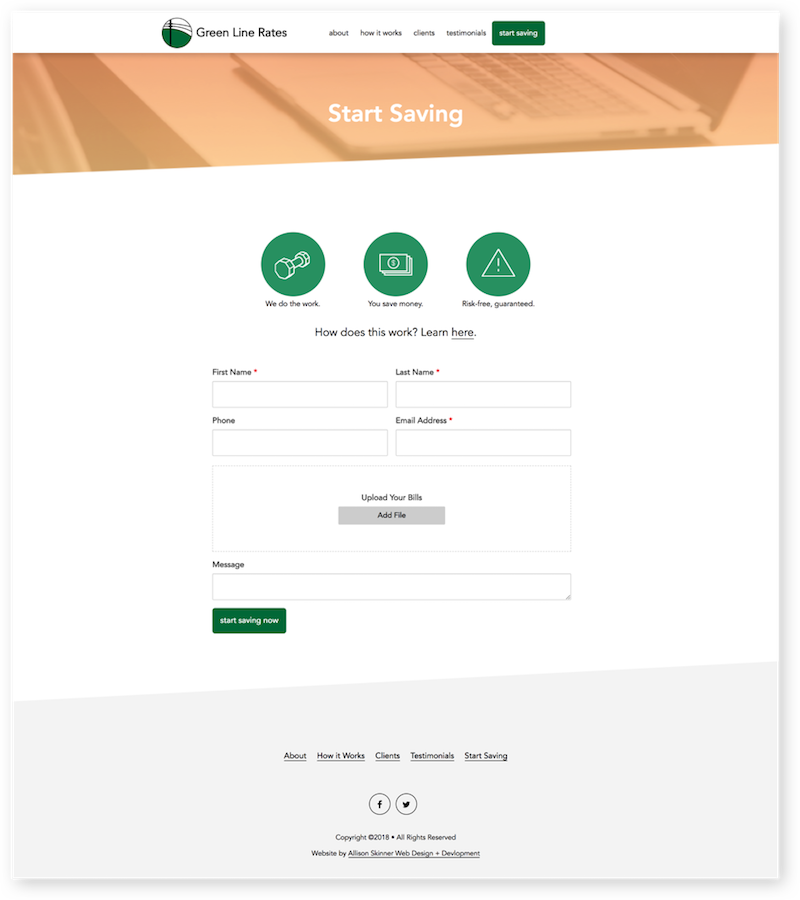 Green Line Rates
about how it works clients testimonials start saving
Start Saving
$
We do the work. You save money. Risk-free, guaranteed.
How does this work? Learn here.
First Name * Last Name *
Phone Email Address *
Upload Your Bills
Add File
Message
start saving now
About How it Works Clients Testimonials Start Saving
Copyright ©2018 • All Rights Reserved
Website by Allison Skinner Web Design + Devlopment